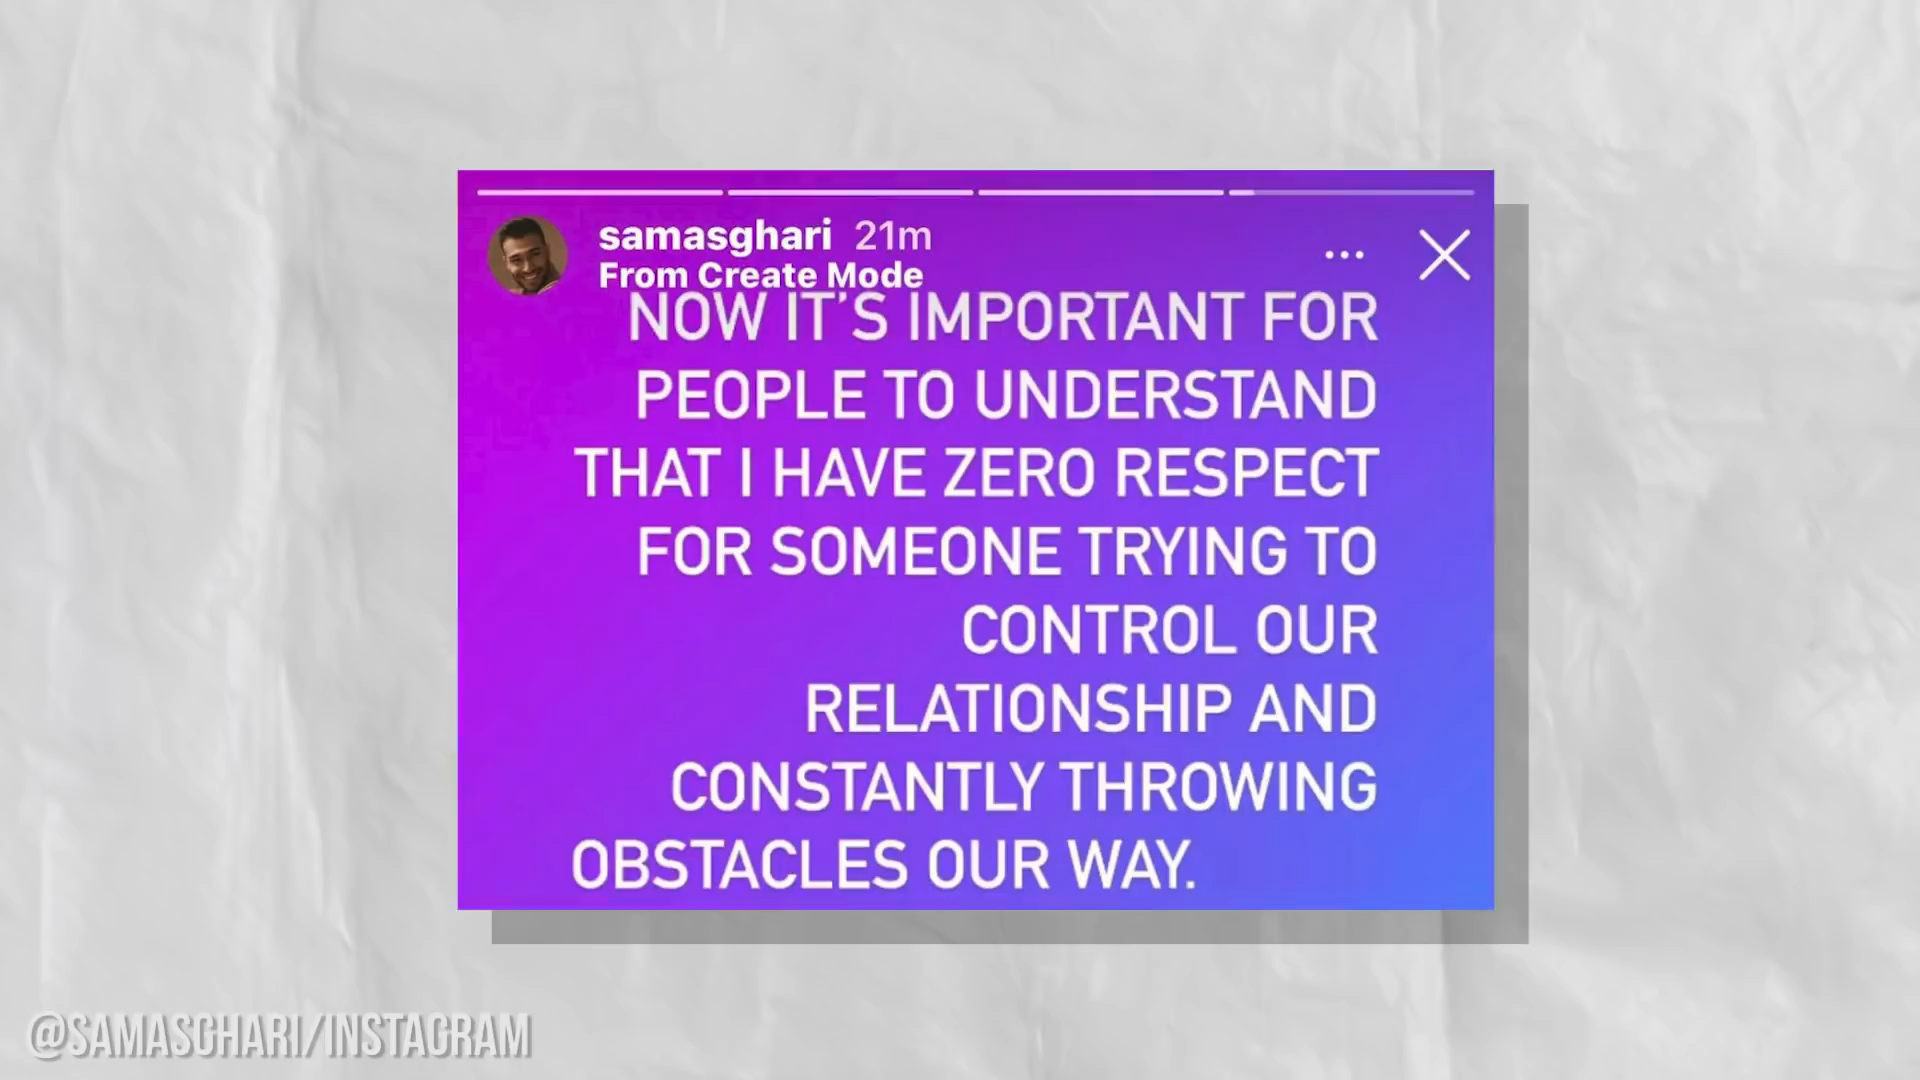 samasghari 21m
From Create Mode
NOW IT'S IMPORTANT FOR
PEOPLE TO UNDERSTAND
THAT I HAVE ZERO RESPECT
FOR SOMEONE TRYING TO
CONTROL OUR
RELATIONSHIP AND
CONSTANTLY THROWING
OBSTACLES OUR WAY.
@SAMASGHARI/INSTAGRAM